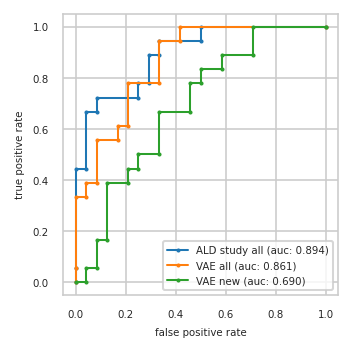 1.0
0.8
0.6
0.4
0.2
0.0
true positive rate
ALD study all (auc: 0.894)
VAE all (auc: 0.861)
VAE new (auc: 0.690)
0.0 0.2 0.4 0.6 0.8 1.0
false positive rate